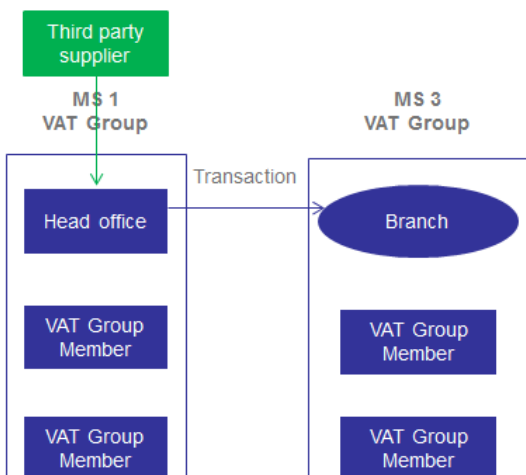 Third party
supplier
MS 1
VAT Group
MS 3
VAT Group
Transaction
Head office
Branch
VAT Group
Member
VAT Group
Member
VAT Group
Member
VAT Group
Member